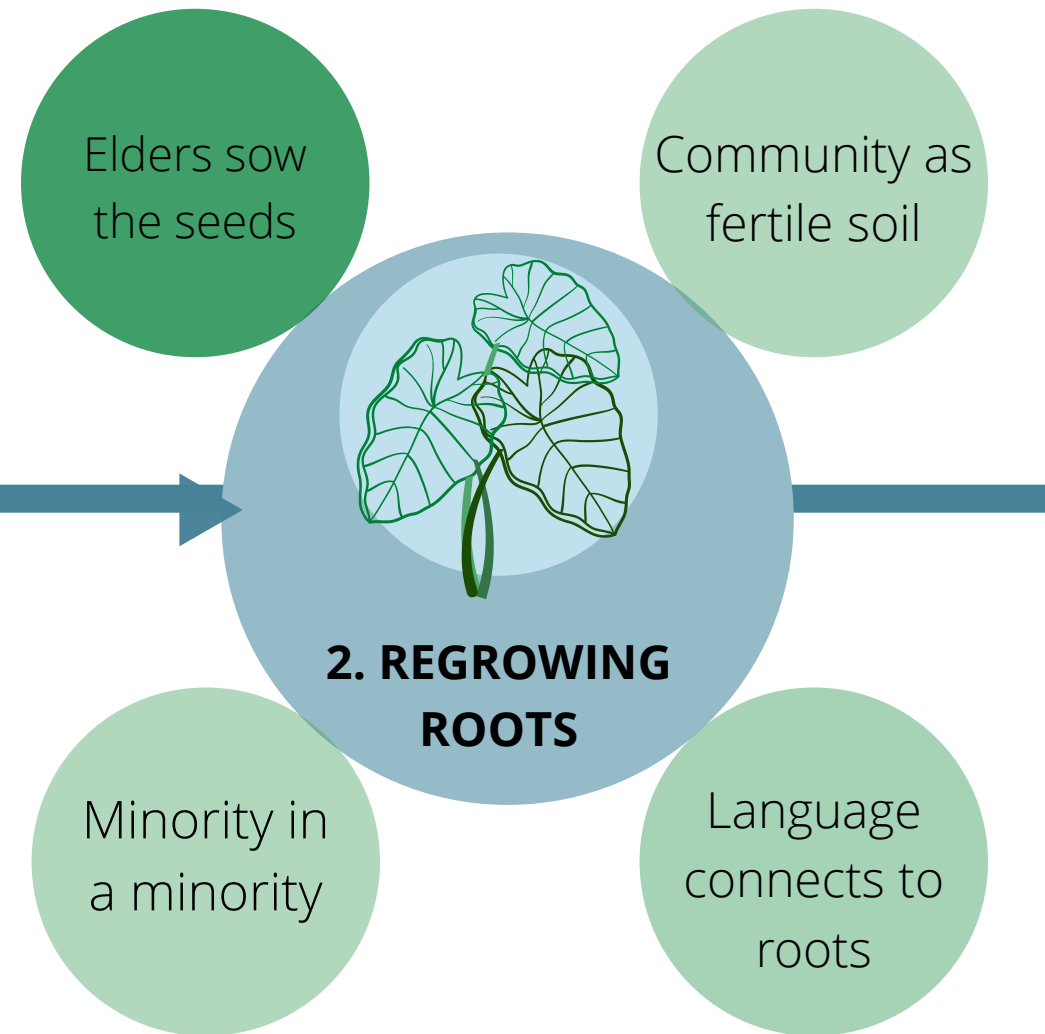 Elders sow
the seeds
Community as
fertile soil
2. REGROWING
ROOTS
Minority in
a minority
Language
connects to
roots